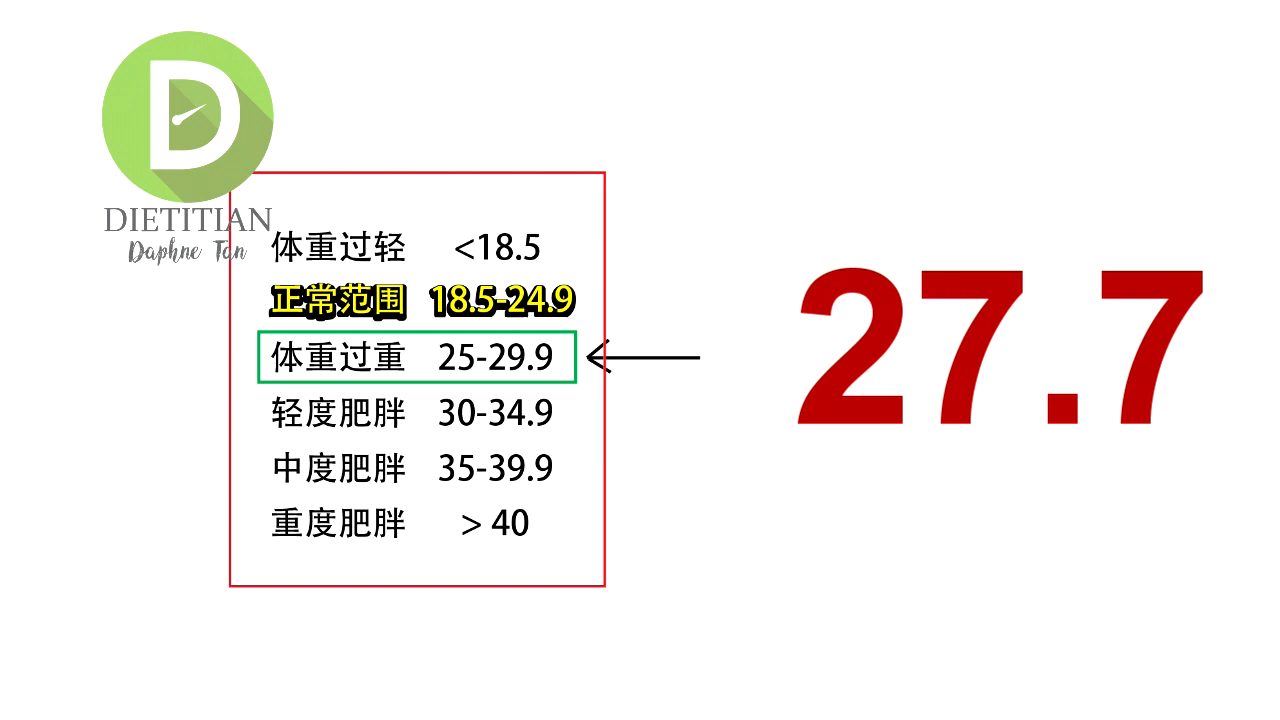 D
DIETITIAN
Daphne Tan
体重过轻 <18.5
正常范围 18.5-24.9
体重过重 25-29.9
轻度肥胖 30-34.9
中度肥胖 35-39.9
重度肥胖 > 40
27.7